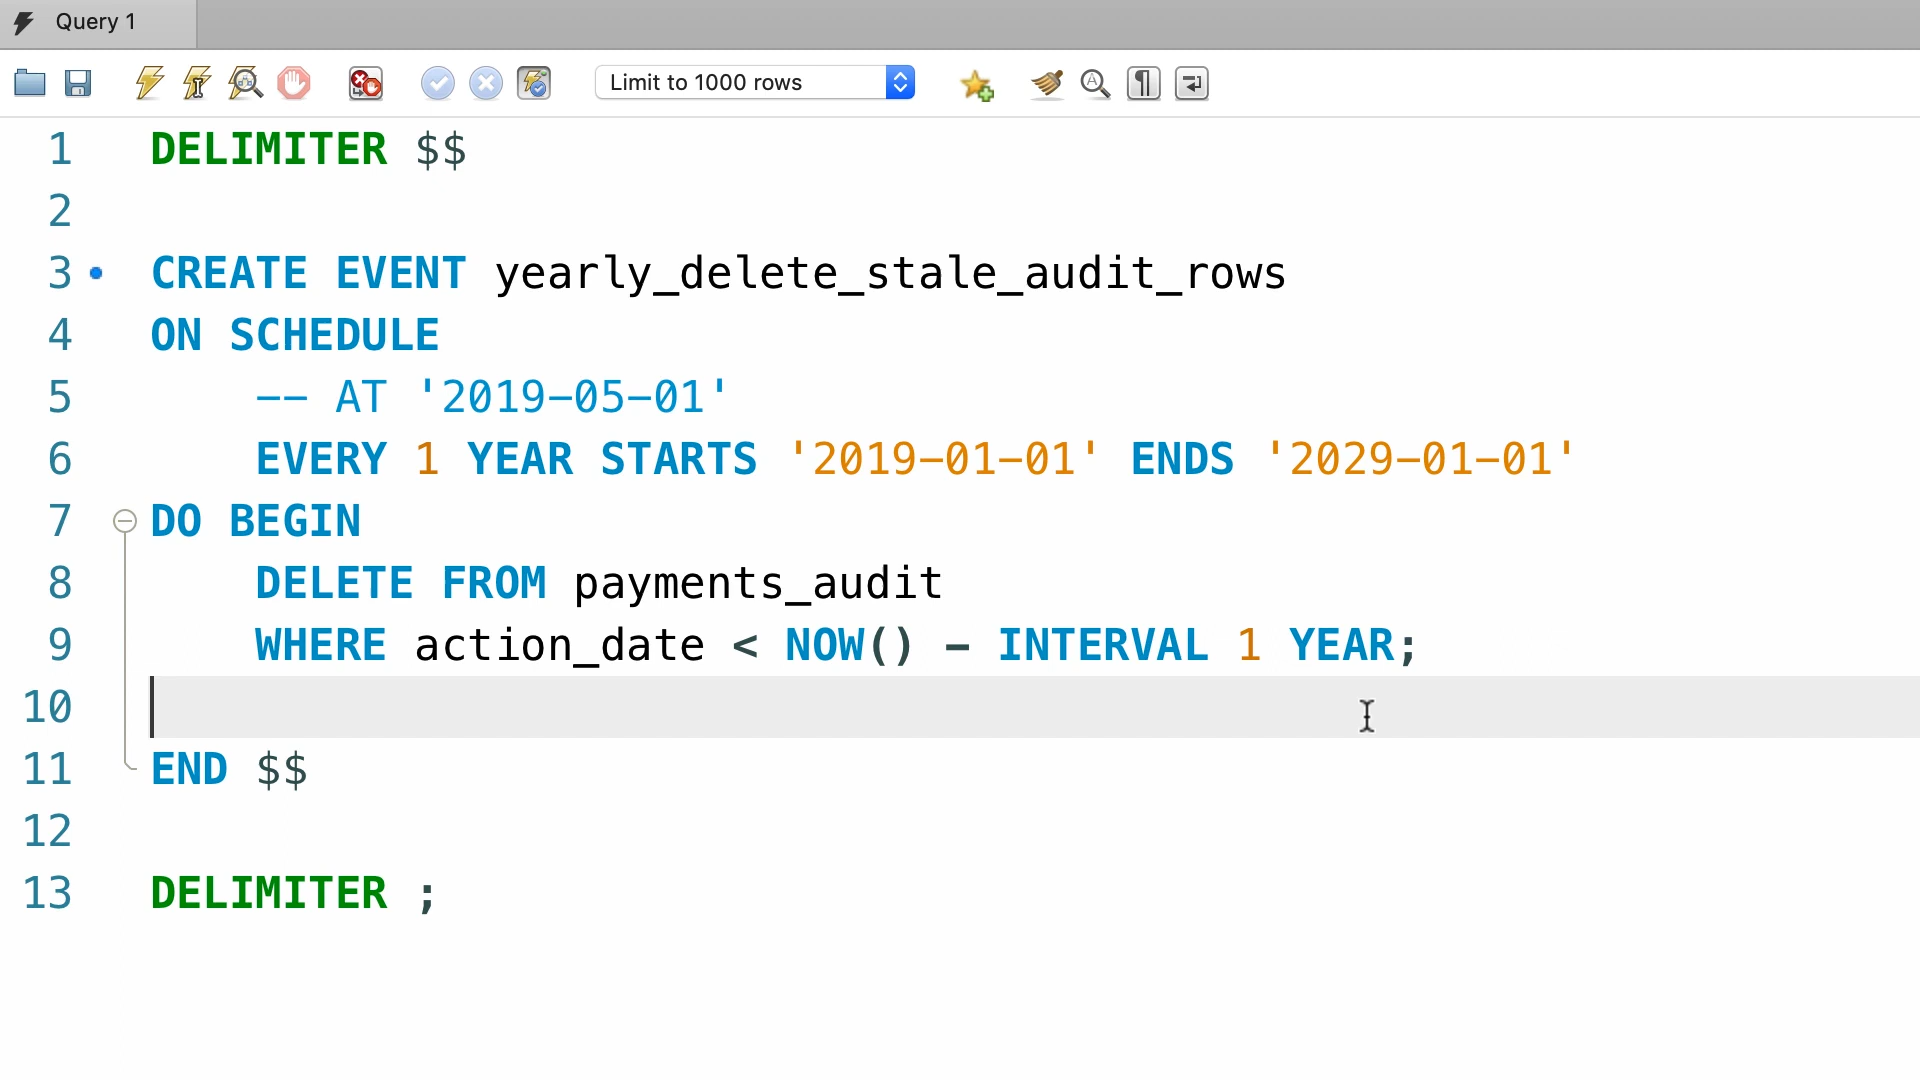 Query 1
Limit to 1000 rows
1 DELIMITER $$
2
3 CREATE EVENT yearly_delete_stale_audit_rows
4 ON SCHEDULE
5 -- AT '2019-05-01'
6 EVERY 1 YEAR STARTS '2019-01-01' ENDS '2029-01-01'
7 DO BEGIN
8 DELETE FROM payments_audit
9 WHERE action_date < NOW() - INTERVAL 1 YEAR;
10
11 END $$
12
13 DELIMITER ;